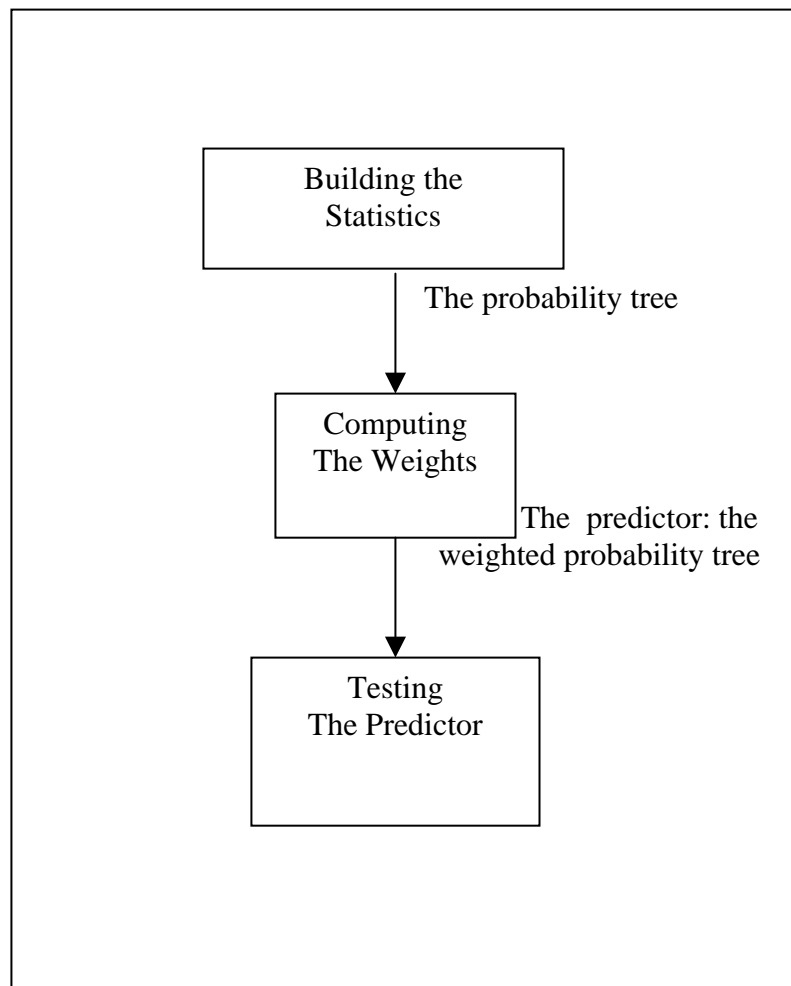 Building the
Statistics
The probability tree
Computing
The Weights
The predictor: the
weighted probability tree
Testing
The Predictor